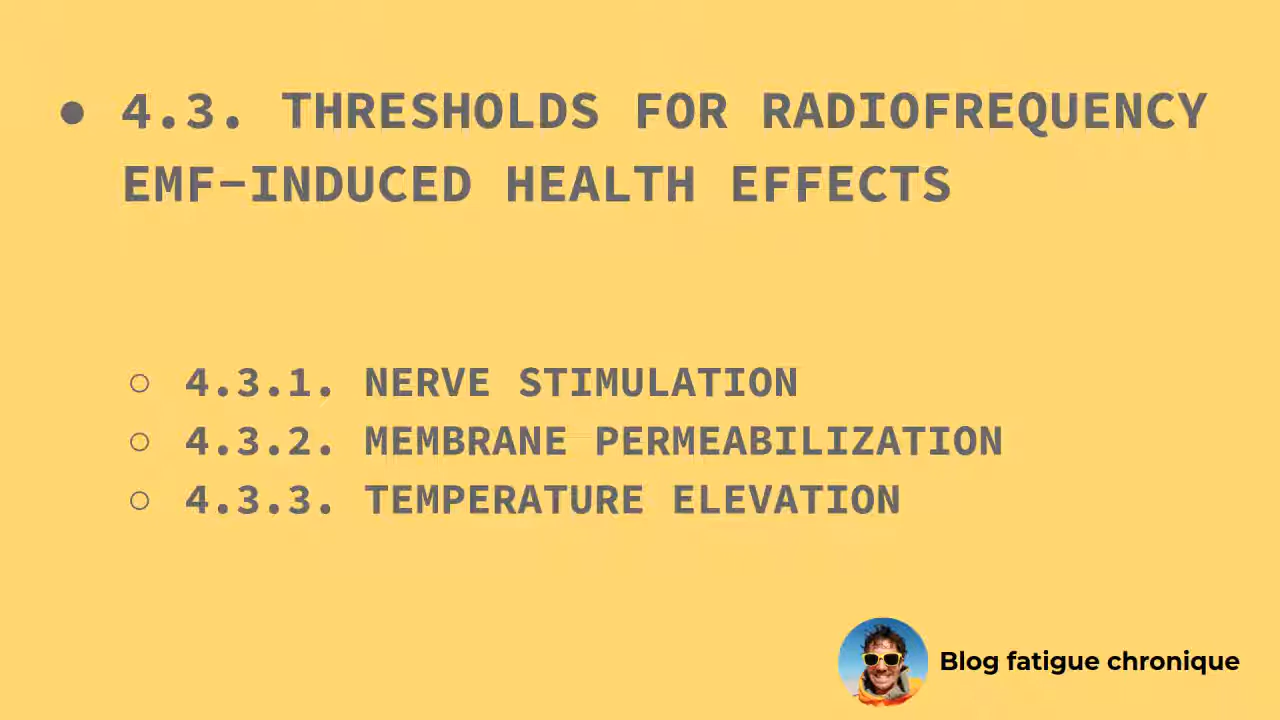 ● 4.3. THRESHOLDS FOR RADIOFREQUENCY
EMF-INDUCED HEALTH EFFECTS
○ 4.3.1. NERVE STIMULATION
○ 4.3.2. MEMBRANE PERMEABILIZATION
○ 4.3.3. TEMPERATURE ELEVATION
Blog fatigue chronique